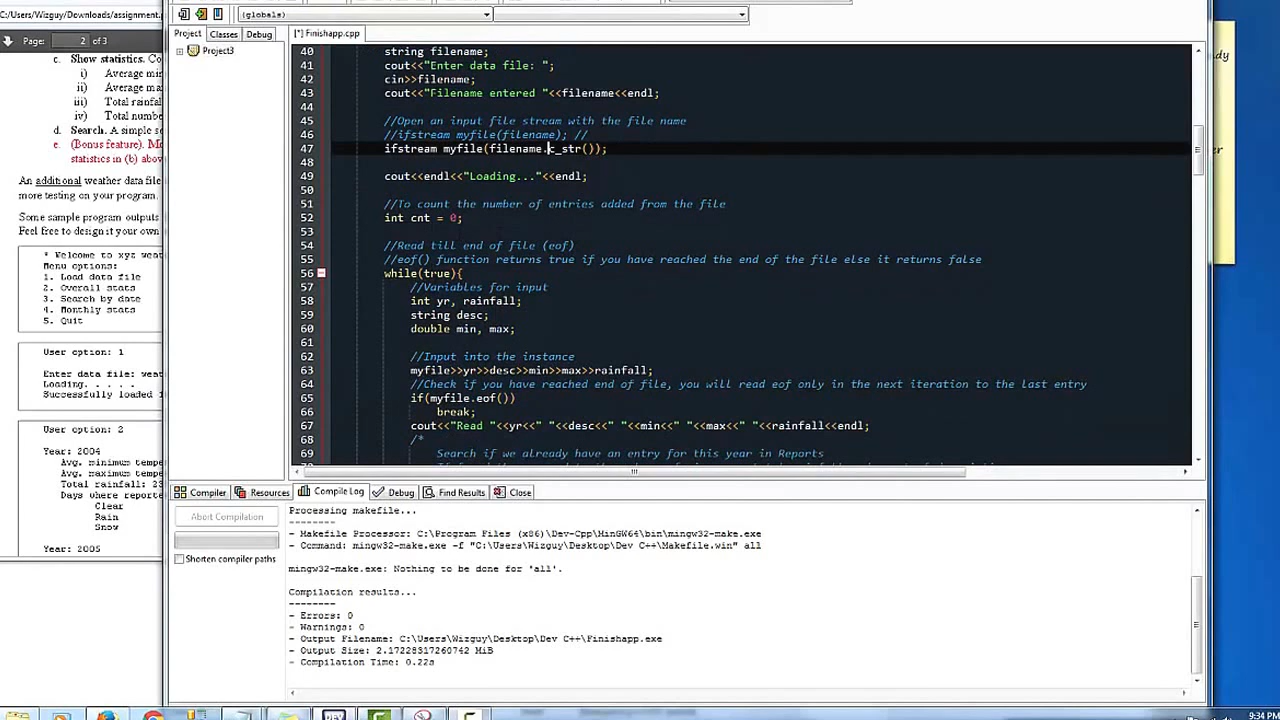 C:/Users/Wizguy/Downloads/assignment.p
Page: 2 of 3
c. Show statistics. Co
i) Average min
ii) Average ma
iii) Total rainfal
iv) Total numbe
d. Search. A simple se
e. (Bonus feature). Mo
statistics in (b) above
An additional weather data file
more testing on your program.
Some sample program outputs
Feel free to design it your own
* Welcome to xyz weat
Menu options:
1. Load data file
2. Overall stats
3. Search by date
4. Monthly stats
5. Quit
User option: 1
Enter data file: weat
Loading. . . . .
Successfully loaded 1
User option: 2
Year: 2004
Avg. minimum tempe
Avg. maximum tempe
Total rainfall: 23
Days where reporte
Clear
Rain
Snow
Year: 2005
(globals)
Project Classes Debug
Project3
[*] Finishapp.cpp
40 string filename;
41 cout<<"Enter data file: ";
42 cin>>filename;
43 cout<<"Filename entered "<<filename<<endl;
44
45 //Open an input file stream with the file name
46 //ifstream myfile(filename); //
47 ifstream myfile(filename.c_str());
48
49 cout<<endl<<"Loading..."<<endl;
50
51 //To count the number of entries added from the file
52 int cnt = 0;
53
54 //Read till end of file (eof)
55 //eof() function returns true if you have reached the end of the file else it returns false
56 while(true){
57 //Variables for input
58 int yr, rainfall;
59 string desc;
60 double min, max;
61
62 //Input into the instance
63 myfile>>yr>>desc>>min>>max>>rainfall;
64 //Check if you have reached end of file, you will read eof only in the next iteration to the last entry
65 if(myfile.eof())
66 break;
67 cout<<"Read "<<yr<<" "<<desc<<" "<<min<<" "<<max<<" "<<rainfall<<endl;
68 /*
69 Search if we already have an entry for this year in Reports
Compiler Resources Compile Log Debug Find Results Close
Abort Compilation
Shorten compiler paths
Processing makefile...
--------
- Makefile Processor: C:\Program Files (x86)\Dev-Cpp\MinGW64\bin\mingw32-make.exe
- Command: mingw32-make.exe -f "C:\Users\Wizguy\Desktop\Dev C++\Makefile.win" all
mingw32-make.exe: Nothing to be done for 'all'.
Compilation results...
--------
- Errors: 0
- Warnings: 0
- Output Filename: C:\Users\Wizguy\Desktop\Dev C++\Finishapp.exe
- Output Size: 2.17228317260742 MiB
- Compilation Time: 0.22s
dy
er
9:34 PM